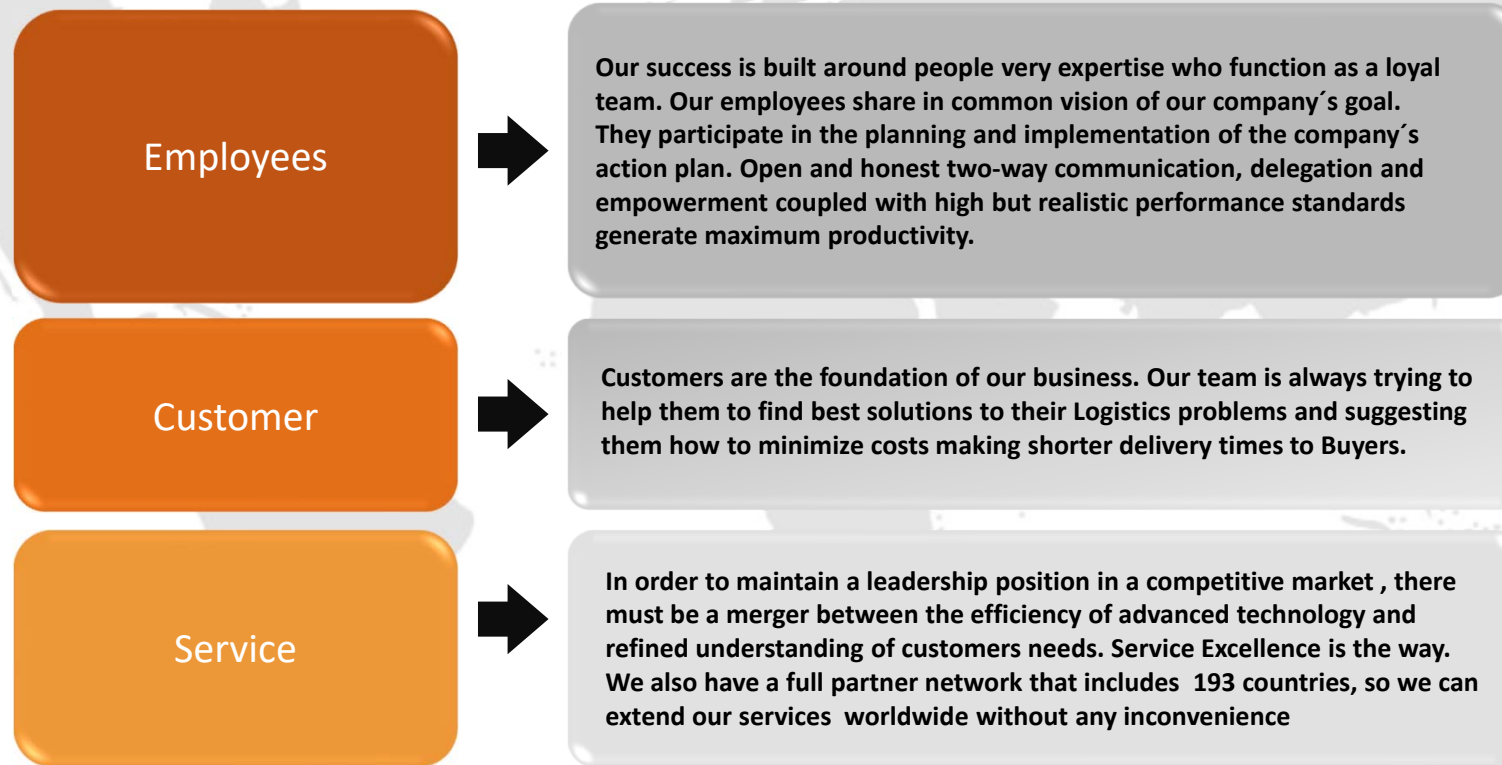 Employees
Our success is built around people very expertise who function as a loyal
team. Our employees share in common vision of our company´s goal.
They participate in the planning and implementation of the company´s
action plan. Open and honest two-way communication, delegation and
empowerment coupled with high but realistic performance standards
generate maximum productivity.
Customer
Customers are the foundation of our business. Our team is always trying to
help them to find best solutions to their Logistics problems and suggesting
them how to minimize costs making shorter delivery times to Buyers.
Service
In order to maintain a leadership position in a competitive market , there
must be a merger between the efficiency of advanced technology and
refined understanding of customers needs. Service Excellence is the way.
We also have a full partner network that includes  193 countries, so we can
extend our services  worldwide without any inconvenience